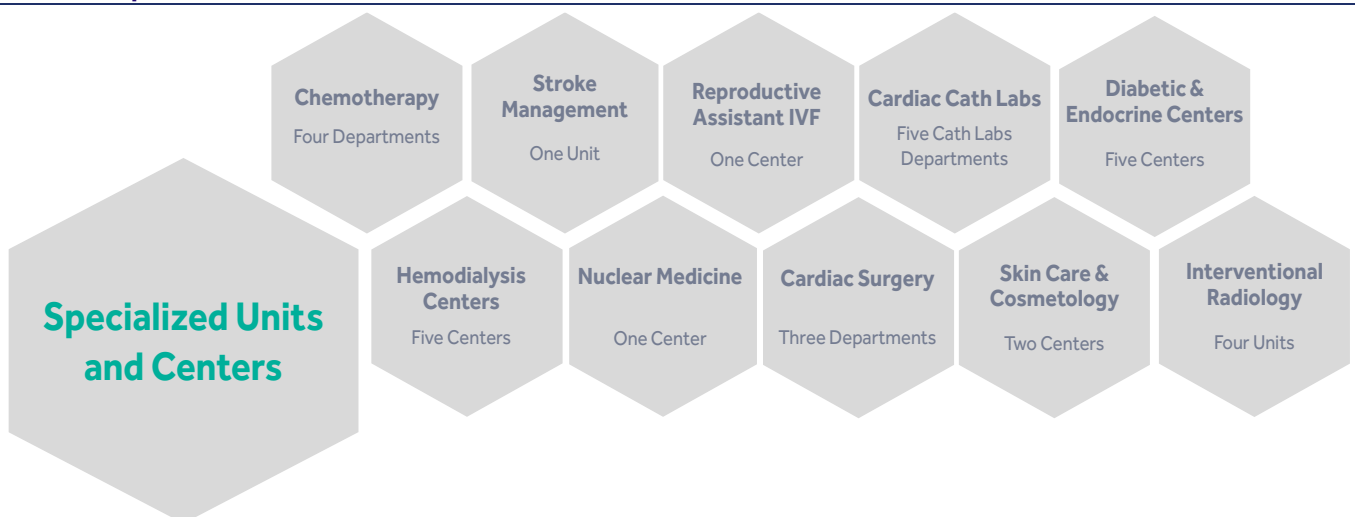 Chemotherapy
Four Departments
Stroke
Management
One Unit
Reproductive
Assistant IVF
One Center
Cardiac Cath Labs
Five Cath Labs
Departments
Diabetic &
Endocrine Centers
Five Centers
Specialized Units
and Centers
Hemodialysis
Centers
Five Centers
Nuclear Medicine
One Center
Cardiac Surgery
Three Departments
Skin Care &
Cosmetology
Two Centers
Interventional
Radiology
Four Units